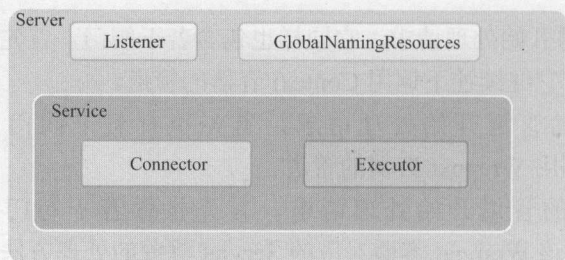 Server
Listener
GlobalNamingResources
Service
Connector
Executor